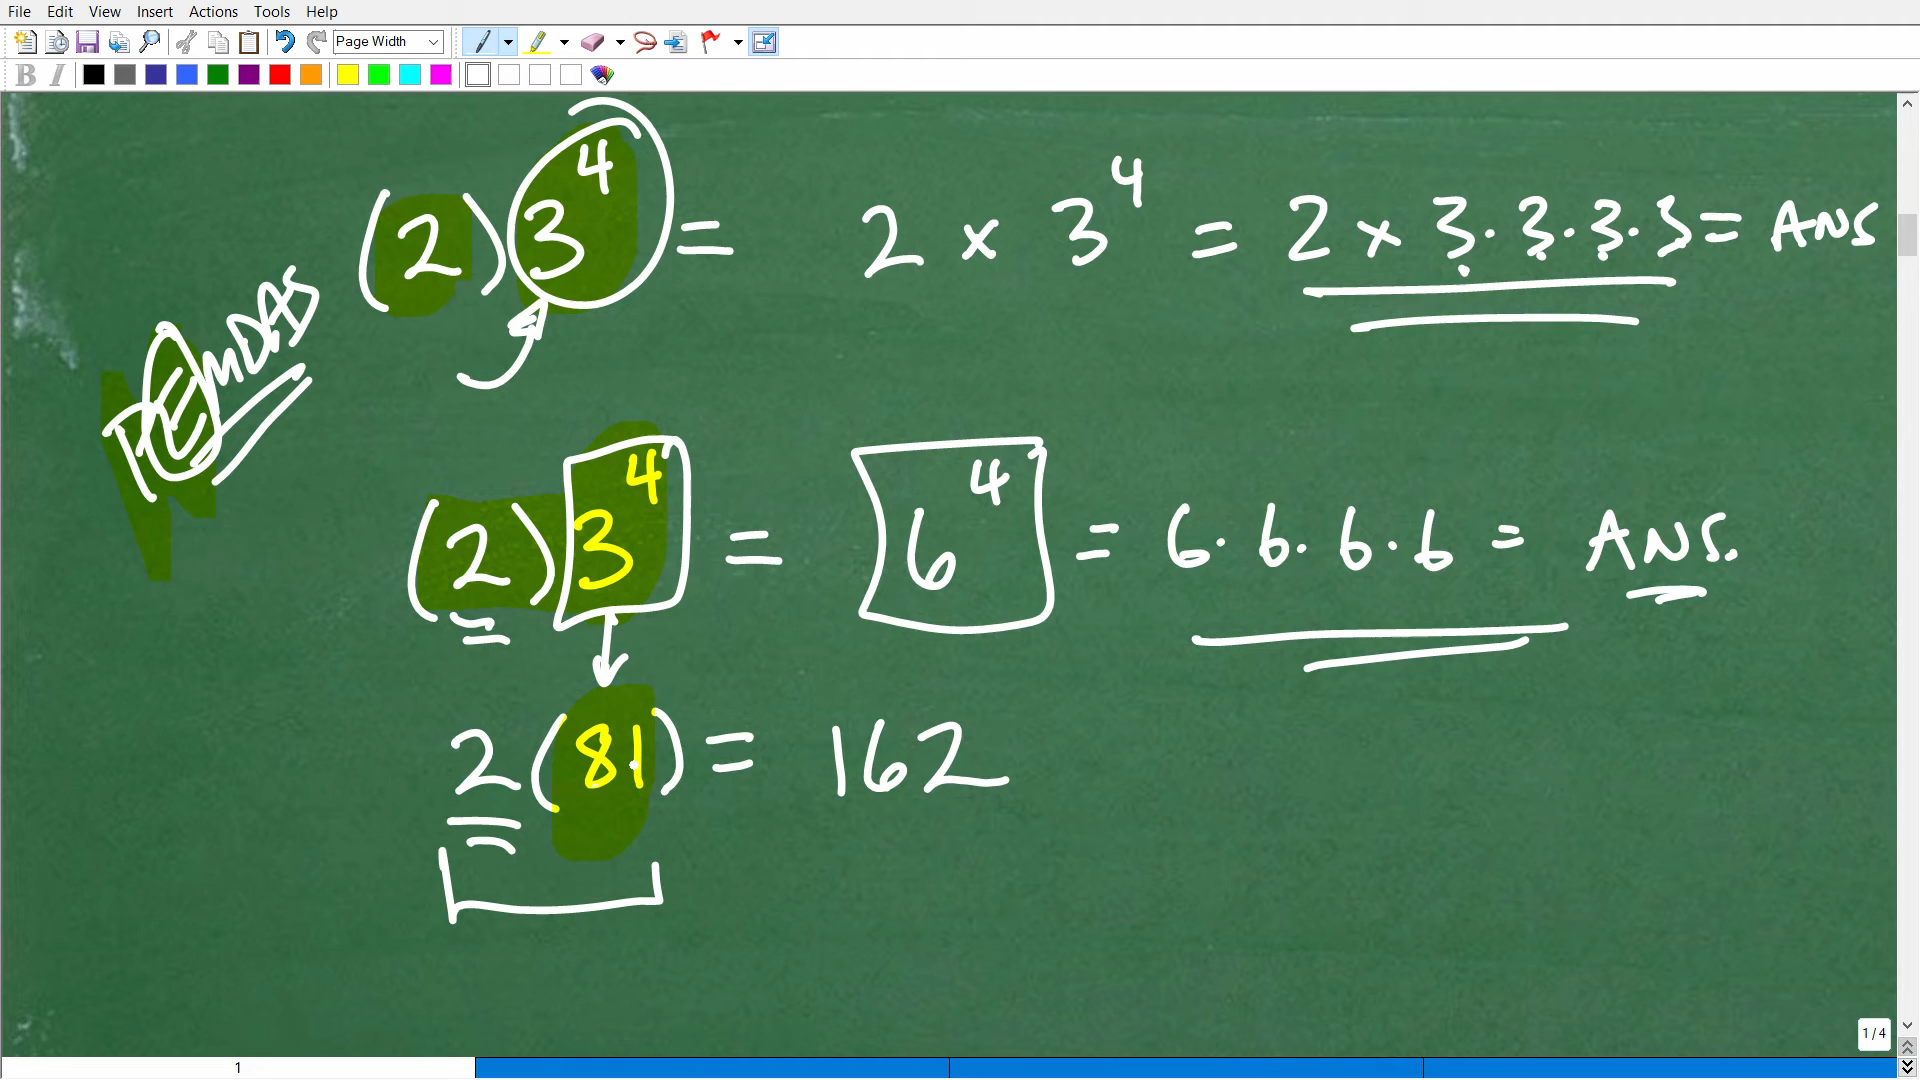 File Edit View Insert Actions Tools Help
Page Width
B I
(2)3⁴ = 2 × 3⁴ = 2 × 3·3·3·3 = ANS
PEMDAS
(2)3⁴ = 6⁴ = 6·6·6·6 = ANS.
2(81) = 162
1/4
1